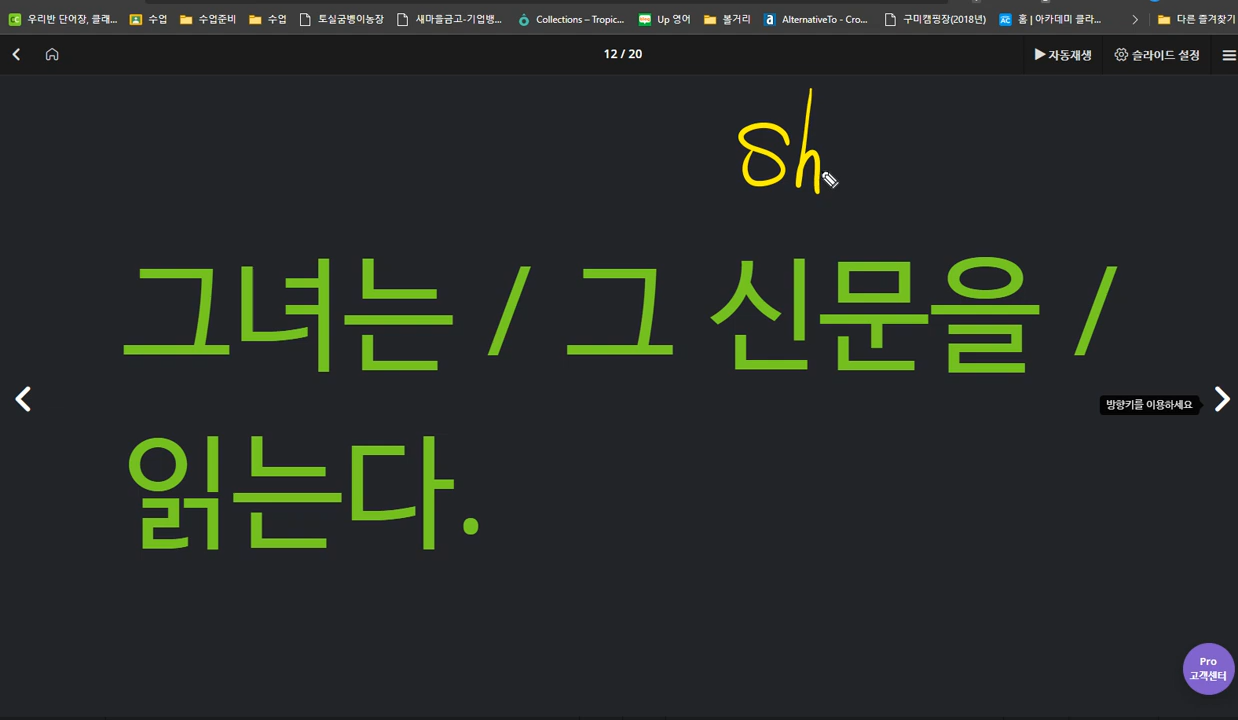 우리반 단어장, 클래... 수업 수업준비 수업 토실굼벵이농장 새마을금고-기업뱅... Collections – Tropic... Up 영어 볼거리 AlternativeTo - Cro... 구미캠핑장(2018년) 홈 | 아카데미 클라... 다른 즐겨찾기
12 / 20 자동재생 슬라이드 설정
Sh
그녀는 / 그 신문을 /
방향키를 이용하세요
읽는다.
Pro
고객센터